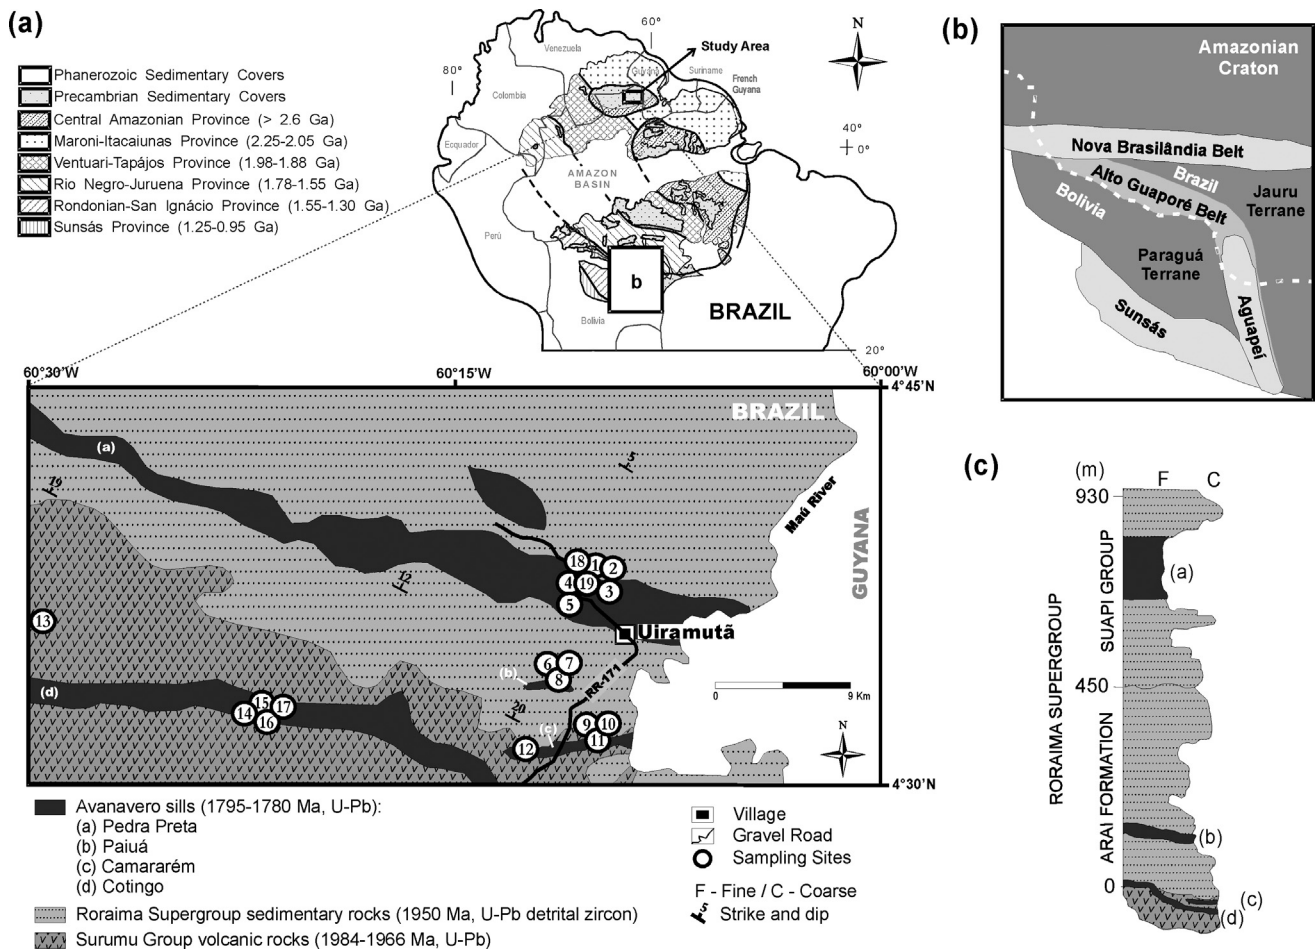 (a)
Phanerozoic Sedimentary Covers
Precambrian Sedimentary Covers
Central Amazonian Province (> 2.6 Ga)
Maroni-Itacaiunas Province (2.25-2.05 Ga)
Ventuari-Tapájos Province (1.98-1.88 Ga)
Rio Negro-Juruena Province (1.78-1.55 Ga)
Rondonian-San Ignácio Province (1.55-1.30 Ga)
Sunsás Province (1.25-0.95 Ga)
60°
Study Area
N
Venezuela
Guyana
Suriname
French
Guyana
80°
Colombia
40°
0°
Ecquador
AMAZON
BASIN
Perú
b
Bolivia
BRAZIL
20°
(b)
Amazonian
Craton
Nova Brasilândia Belt
Brazil
Alto Guaporé Belt
Bolivia
Jauru
Terrane
Paraguá
Terrane
Sunsás
Aguapeí
60°30'W
60°15'W
60°00'W
4°45'N
BRAZIL
(a)
5
19
Maú River
GUYANA
12
18
1
2
4
19
3
5
13
Uiramutã
6
7
(b)
8
RR-171
0
9 Km
(d)
15
17
14
16
20
9
10
(c)
11
12
N
4°30'N
Avanavero sills (1795-1780 Ma, U-Pb):
(a) Pedra Preta
(b) Paiuá
(c) Camararém
(d) Cotingo
Roraima Supergroup sedimentary rocks (1950 Ma, U-Pb detrital zircon)
Surumu Group volcanic rocks (1984-1966 Ma, U-Pb)
Village
Gravel Road
Sampling Sites
F - Fine / C - Coarse
5
Strike and dip
(c)
(m)
F
C
930
SUAPI GROUP
(a)
RORAIMA SUPERGROUP
450
ARAI FORMATION
(b)
0
(c)
(d)